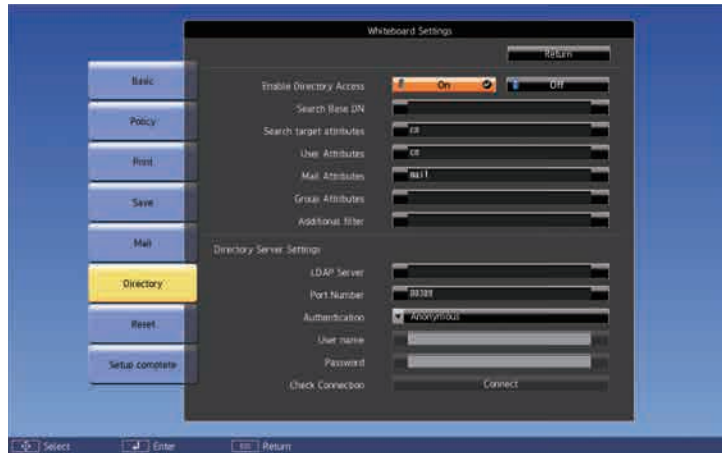 Whiteboard Settings
Return
Basic
Policy
Print
Save
Mail
Directory
Reset
Setup complete
Enable Directory Access On Off
Search Base DN
Search target attributes cn
User Attributes cn
Mail Attributes mail
Group Attributes
Additional filter
Directory Server Settings
LDAP Server
Port Number 00389
Authentication Anonymous
User name
Password
Check Connection Connect
Select Enter Esc Return